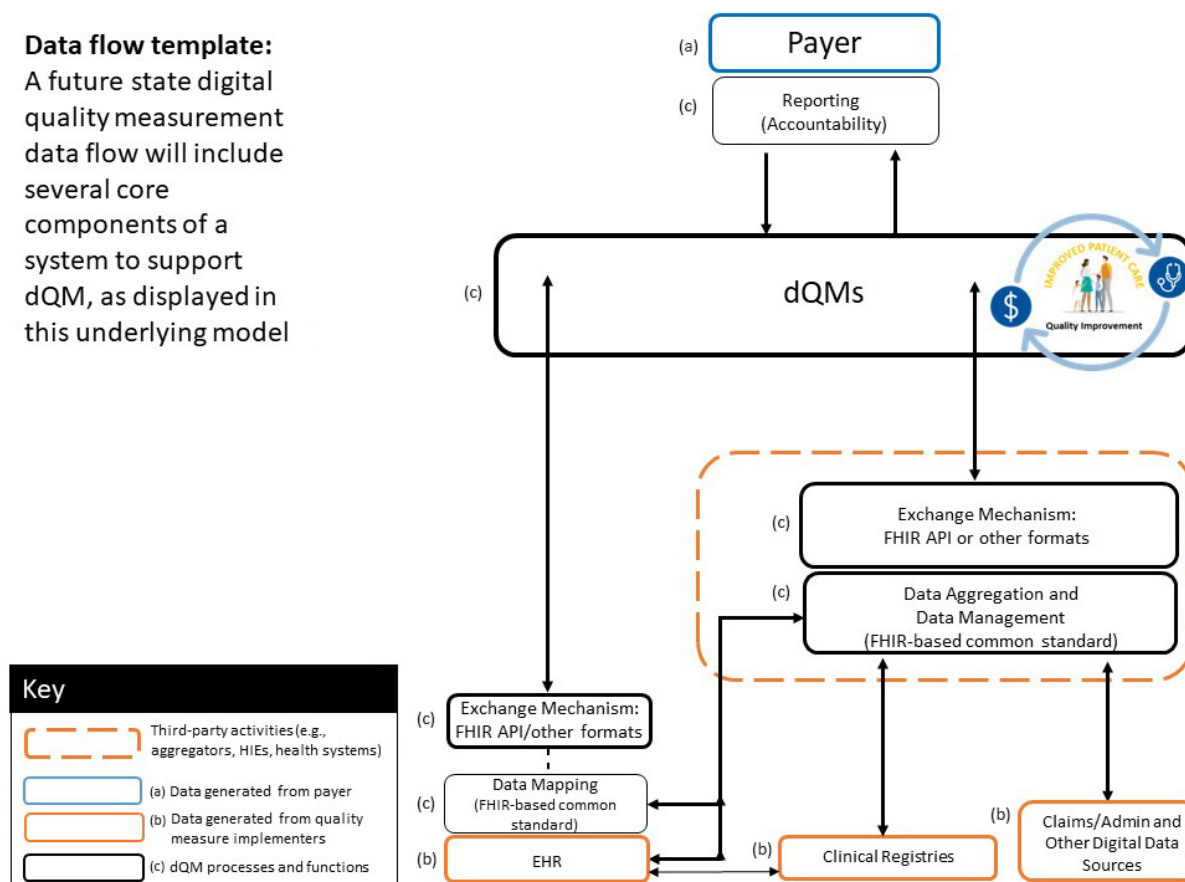 Data flow template:
A future state digital
quality measurement
data flow will include
several core
components of a
system to support
dQM, as displayed in
this underlying model
(a)
Payer
(c)
Reporting
(Accountability)
(c)
dQMs
IMPROVED PATIENT CARE
$
Quality Improvement
(c)
Exchange Mechanism:
FHIR API or other formats
(c)
Data Aggregation and
Data Management
(FHIR-based common standard)
(c)
Exchange Mechanism:
FHIR API/other formats
(c)
Data Mapping
(FHIR-based common
standard)
(b)
EHR
(b)
Clinical Registries
(b)
Claims/Admin and
Other Digital Data
Sources
Key
Third-party activities (e.g.,
aggregators, HIEs, health systems)
(a) Data generated from payer
(b) Data generated from quality
measure implementers
(c) dQM processes and functions